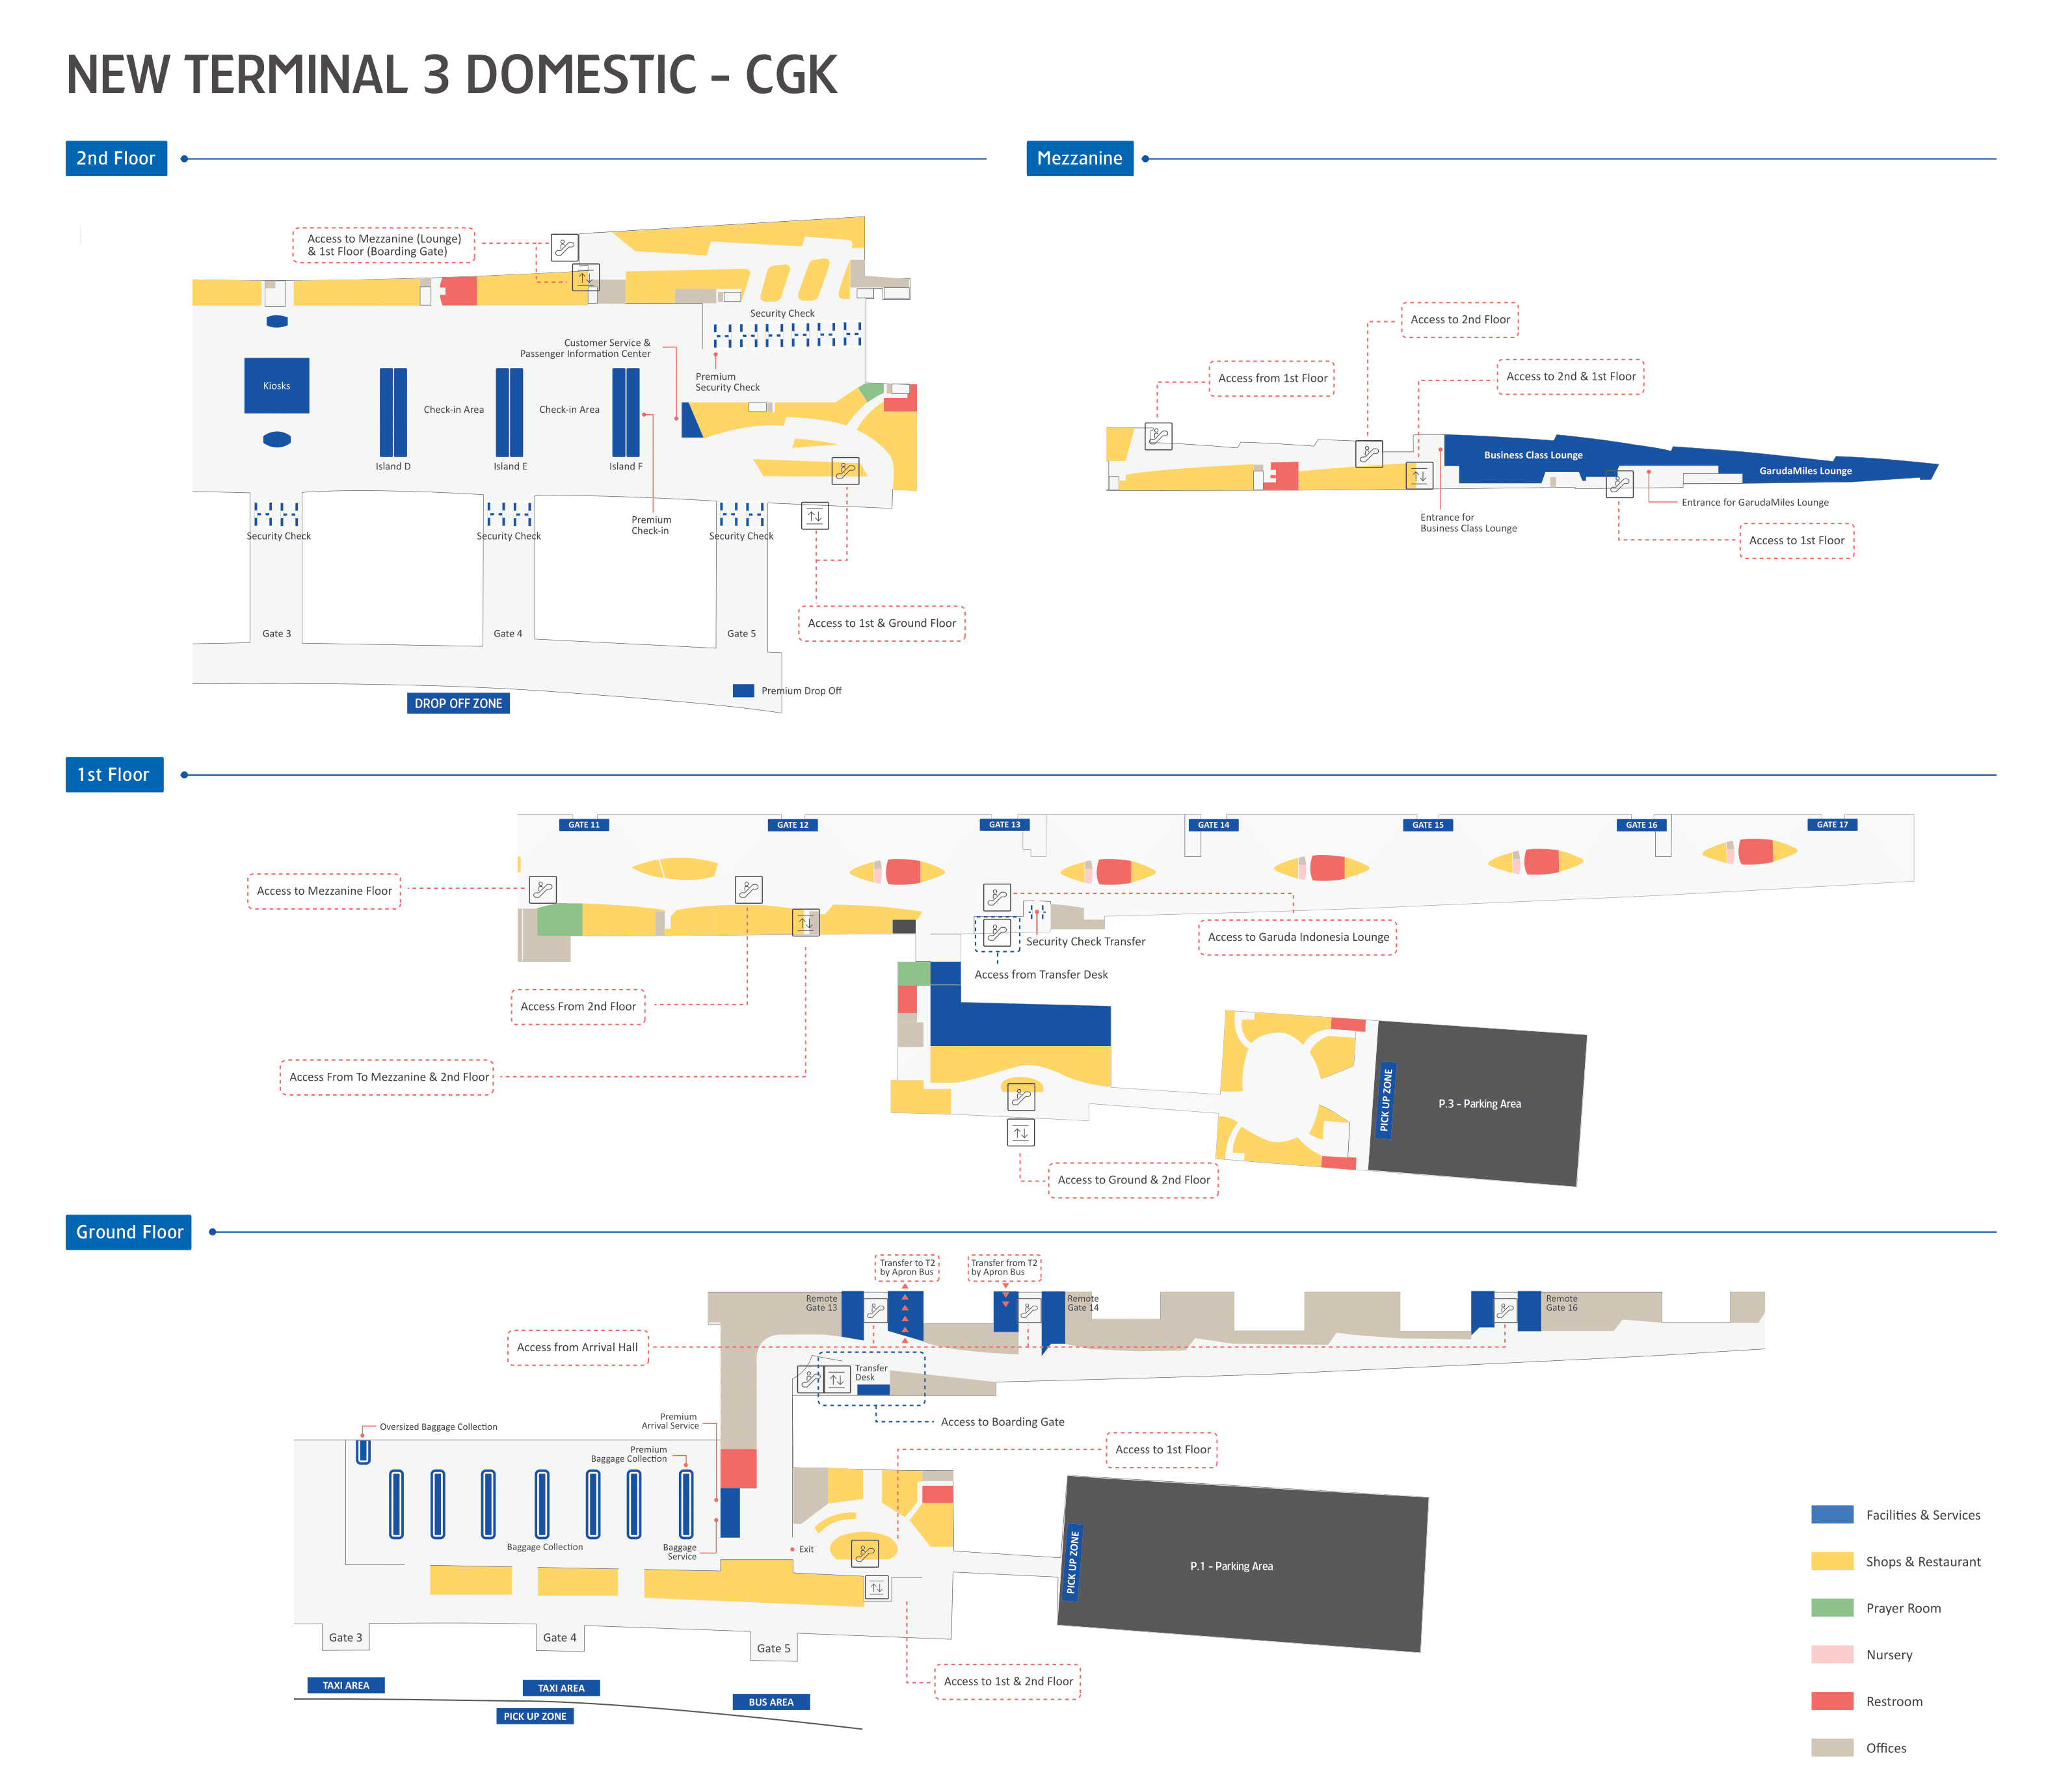 NEW TERMINAL 3 DOMESTIC - CGK
2nd Floor
Access to Mezzanine (Lounge)
& 1st Floor (Boarding Gate)
Security Check
Customer Service &
Passenger Information Center
Premium
Security Check
Kiosks
Check-in Area
Check-in Area
Island D
Island E
Island F
Premium
Check-in
Security Check
Security Check
Security Check
Gate 3
Gate 4
Gate 5
Access to 1st & Ground Floor
Premium Drop Off
DROP OFF ZONE
Mezzanine
Access to 2nd Floor
Access from 1st Floor
Access to 2nd & 1st Floor
Business Class Lounge
GarudaMiles Lounge
Entrance for GarudaMiles Lounge
Entrance for
Business Class Lounge
Access to 1st Floor
1st Floor
GATE 11
GATE 12
GATE 13
GATE 14
GATE 15
GATE 16
GATE 17
Access to Mezzanine Floor
Access to Garuda Indonesia Lounge
Security Check Transfer
Access from Transfer Desk
Access From 2nd Floor
Access From To Mezzanine & 2nd Floor
PICK UP ZONE
P.3 - Parking Area
Access to Ground & 2nd Floor
Ground Floor
Transfer to T2
by Apron Bus
Transfer from T2
by Apron Bus
Remote
Gate 13
Remote
Gate 14
Remote
Gate 16
Access from Arrival Hall
Transfer
Desk
Access to Boarding Gate
Oversized Baggage Collection
Premium
Arrival Service
Premium
Baggage Collection
Access to 1st Floor
Baggage Collection
Baggage
Service
Exit
PICK UP ZONE
P.1 - Parking Area
Gate 3
Gate 4
Gate 5
TAXI AREA
TAXI AREA
BUS AREA
PICK UP ZONE
Access to 1st & 2nd Floor
Facilities & Services
Shops & Restaurant
Prayer Room
Nursery
Restroom
Offices